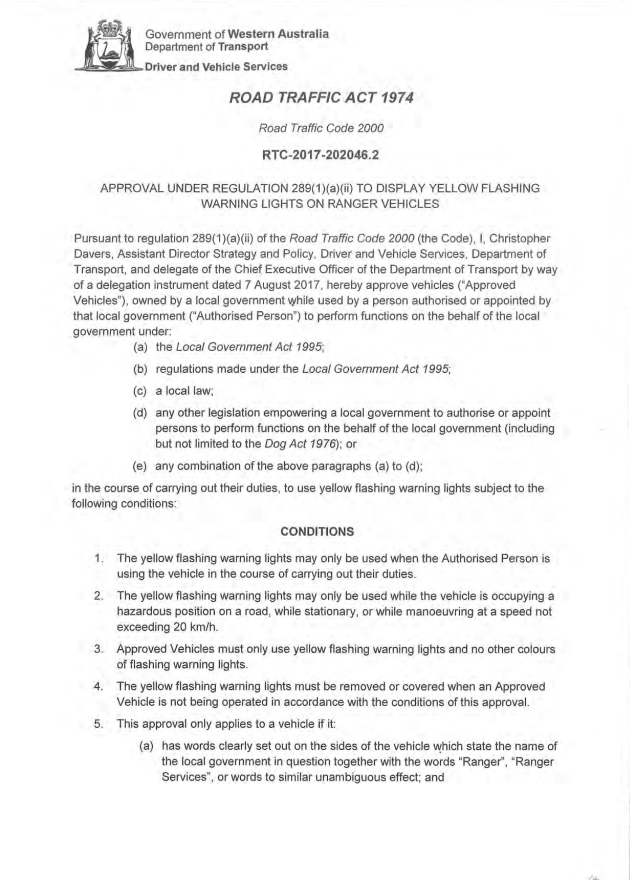 Government of Western Australia
Department of Transport
Driver and Vehicle Services
ROAD TRAFFIC ACT 1974
Road Traffic Code 2000
RTC-2017-202046.2
APPROVAL UNDER REGULATION 289(1)(a)(ii) TO DISPLAY YELLOW FLASHING
WARNING LIGHTS ON RANGER VEHICLES
Pursuant to regulation 289(1)(a)(ii) of the Road Traffic Code 2000 (the Code), I, Christopher
Davers, Assistant Director Strategy and Policy, Driver and Vehicle Services, Department of
Transport, and delegate of the Chief Executive Officer of the Department of Transport by way
of a delegation instrument dated 7 August 2017, hereby approve vehicles ("Approved
Vehicles"), owned by a local government while used by a person authorised or appointed by
that local government ("Authorised Person") to perform functions on the behalf of the local
government under:
(a) the Local Government Act 1995;
(b) regulations made under the Local Government Act 1995;
(c) a local law;
(d) any other legislation empowering a local government to authorise or appoint
persons to perform functions on the behalf of the local government (including
but not limited to the Dog Act 1976); or
(e) any combination of the above paragraphs (a) to (d);
in the course of carrying out their duties, to use yellow flashing warning lights subject to the
following conditions:
CONDITIONS
1. The yellow flashing warning lights may only be used when the Authorised Person is
using the vehicle in the course of carrying out their duties.
2. The yellow flashing warning lights may only be used while the vehicle is occupying a
hazardous position on a road, while stationary, or while manoeuvring at a speed not
exceeding 20 km/h.
3. Approved Vehicles must only use yellow flashing warning lights and no other colours
of flashing warning lights.
4. The yellow flashing warning lights must be removed or covered when an Approved
Vehicle is not being operated in accordance with the conditions of this approval.
5. This approval only applies to a vehicle if it:
(a) has words clearly set out on the sides of the vehicle which state the name of
the local government in question together with the words "Ranger", "Ranger
Services", or words to similar unambiguous effect; and